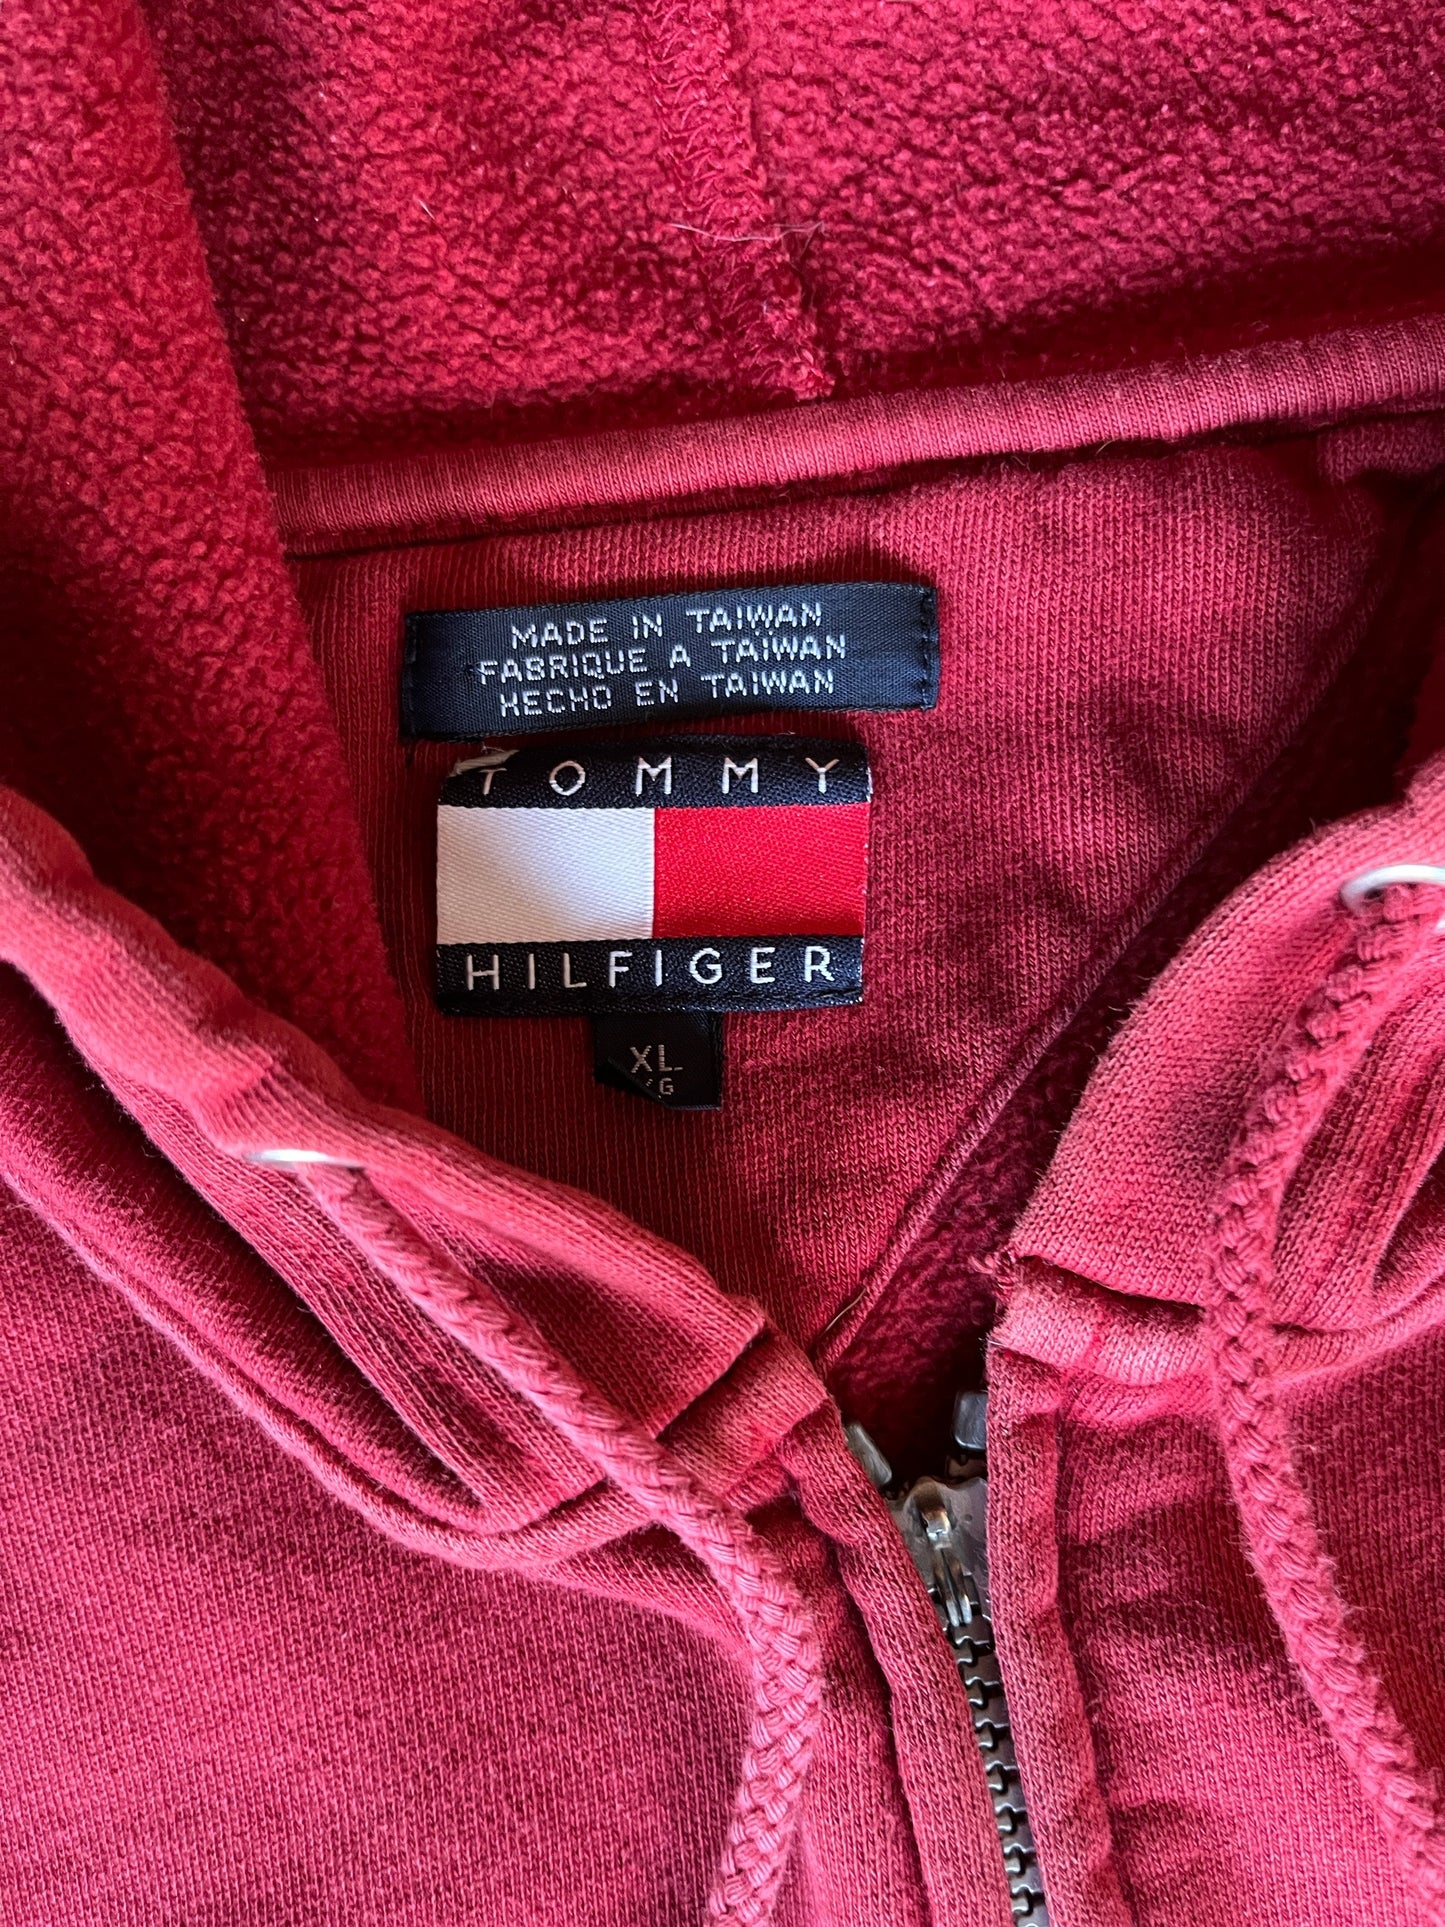 MADE IN TAIWAN
FABRIQUE A TAIWAN
HECHO EN TAIWAN
TOMMY
HILFIGER
XL
G